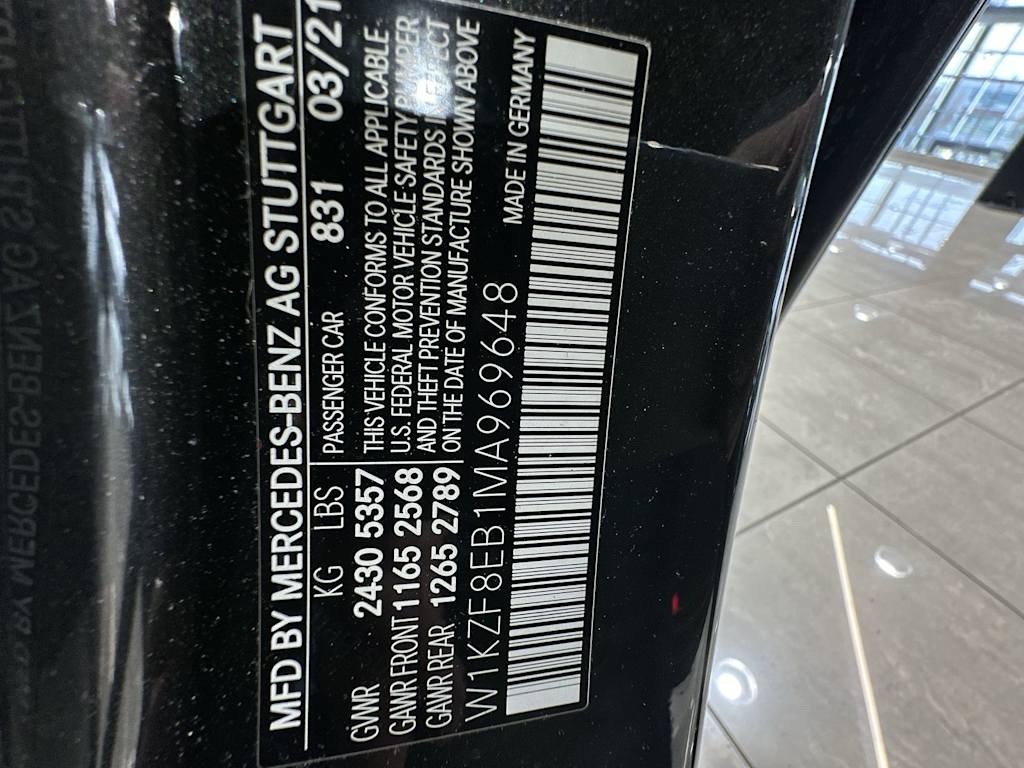 MFD BY MERCEDES-BENZ AG STUTTGART
KG LBS
GVWR 2430 5357
GAWR FRONT 1165 2568
GAWR REAR 1265 2789
PASSENGER CAR 831 03/21
THIS VEHICLE CONFORMS TO ALL APPLICABLE
U.S. FEDERAL MOTOR VEHICLE SAFETY, BUMPER
AND THEFT PREVENTION STANDARDS IN EFFECT
ON THE DATE OF MANUFACTURE SHOWN ABOVE
W1KZF8EB1MA969648
MADE IN GERMANY